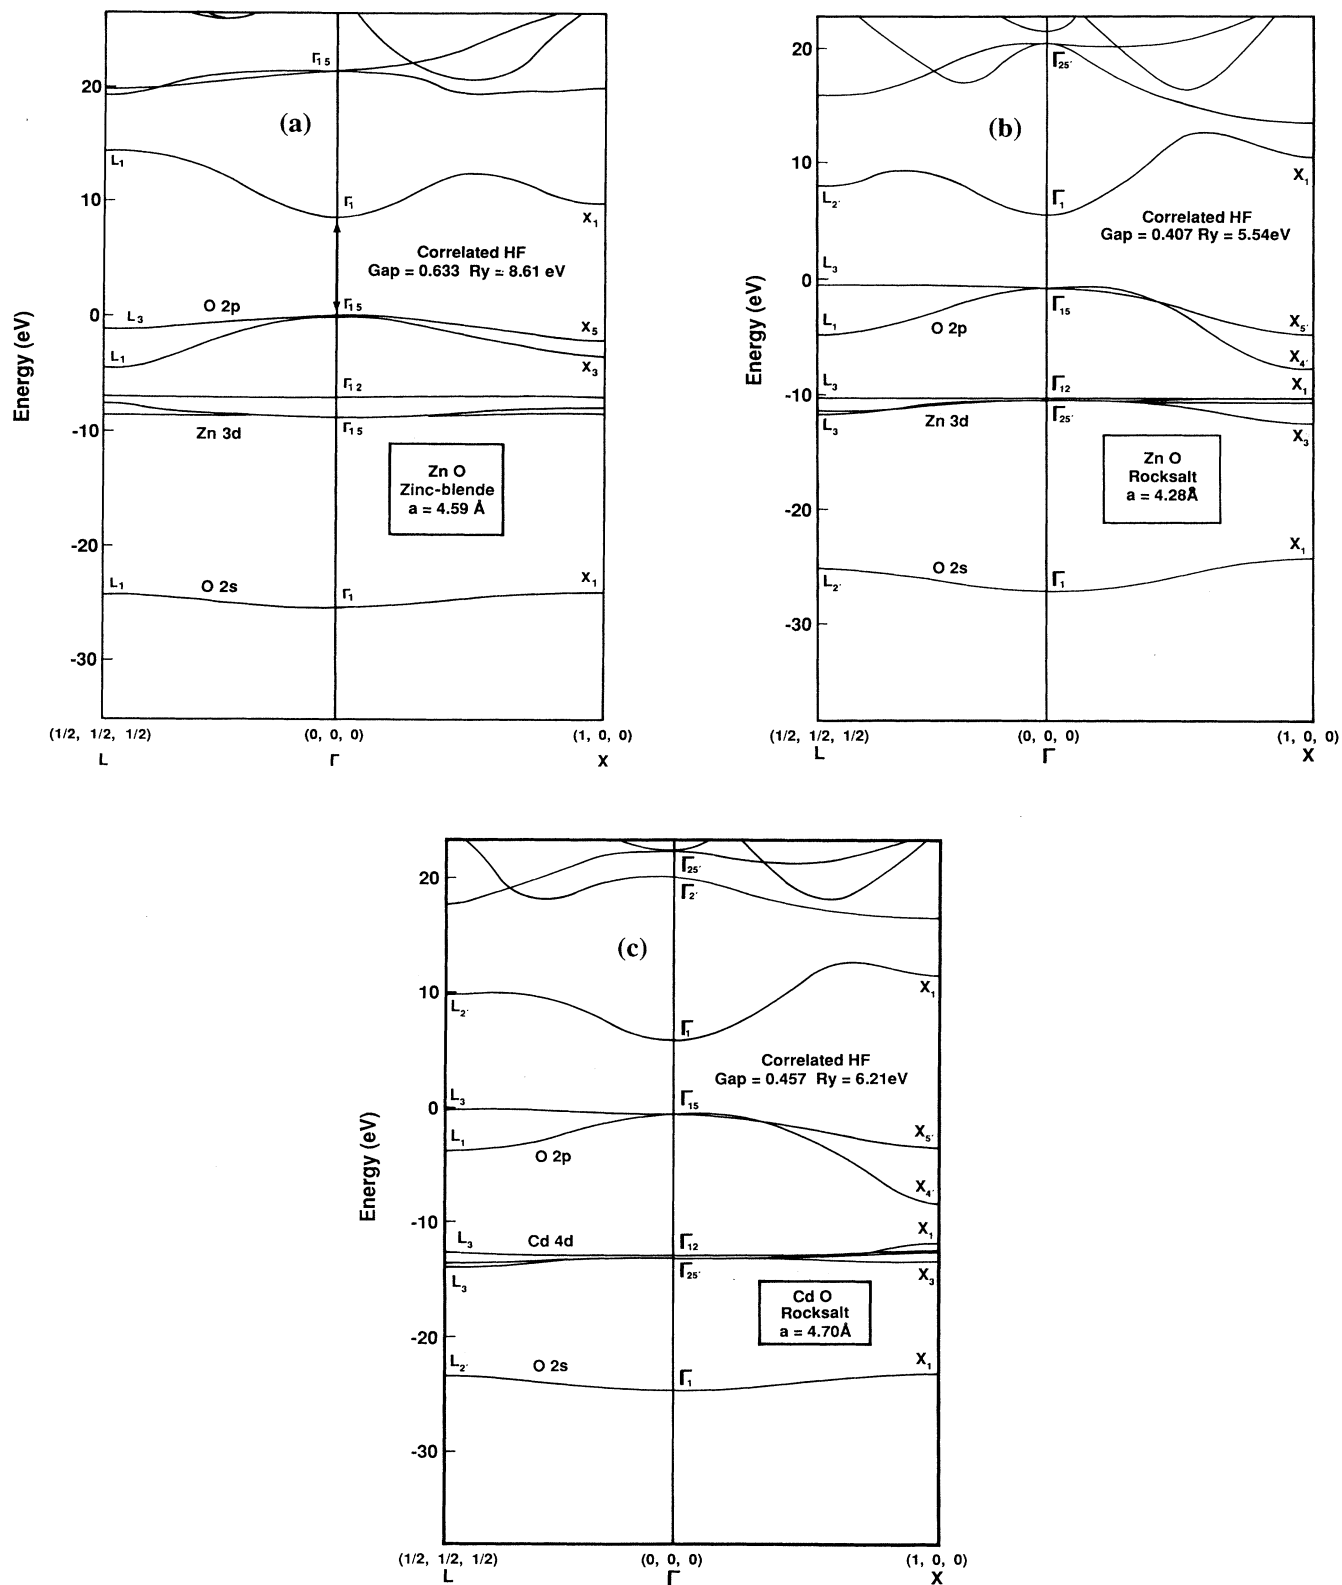 Γ₁₅
20
(a)
L₁
10
Γ₁
X₁
Correlated HF
Gap = 0.633 Ry = 8.61 eV
Energy (eV)
O 2p
Γ₁₅
0
L₃
X₅
L₁
X₃
Γ₁₂
Zn 3d
Γ₁₅
-10
Zn O
Zinc-blende
a = 4.59 Å
-20
L₁
O 2s
Γ₁
X₁
-30
(1/2, 1/2, 1/2) (0, 0, 0) (1, 0, 0)
L Γ X
20
Γ₂₅′
(b)
10
L₂′
Γ₁
X₁
Correlated HF
Gap = 0.407 Ry = 5.54eV
Energy (eV)
L₃
0
Γ₁₅
L₁
O 2p
X₅′
X₄′
L₃
Γ₁₂
X₁
-10
L₃
Zn 3d
Γ₂₅′
X₃
Zn O
Rocksalt
a = 4.28Å
-20
O 2s
X₁
L₂′
Γ₁
-30
(1/2, 1/2, 1/2) (0, 0, 0) (1, 0, 0)
L Γ X
20
Γ₂₅′
Γ₂′
(c)
10
L₂′
X₁
Γ₁
Correlated HF
Gap = 0.457 Ry = 6.21eV
Energy (eV)
L₃
Γ₁₅
0
L₁
O 2p
X₅′
X₄′
-10
L₃
Cd 4d
Γ₁₂
X₁
L₃
Γ₂₅′
X₃
Cd O
Rocksalt
a = 4.70Å
-20
L₂′
O 2s
Γ₁
X₁
-30
(1/2, 1/2, 1/2) (0, 0, 0) (1, 0, 0)
L Γ X